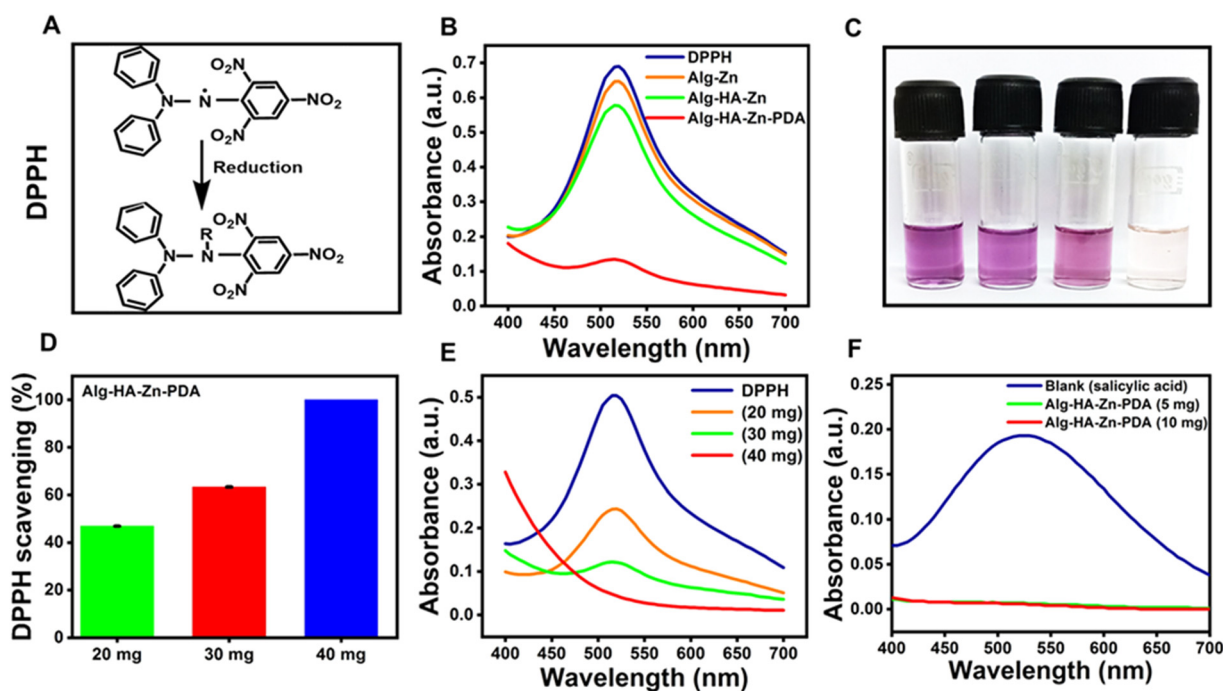 A
DPPH
N
N
•
O₂N
NO₂
NO₂
Reduction
N
N
R
O₂N
NO₂
NO₂
B
Absorbance (a.u.)
0.7
0.6
0.5
0.4
0.3
0.2
0.1
0.0
DPPH
Alg-Zn
Alg-HA-Zn
Alg-HA-Zn-PDA
400 450 500 550 600 650 700
Wavelength (nm)
C
D
DPPH scavenging (%)
Alg-HA-Zn-PDA
100
80
60
40
20
0
20 mg 30 mg 40 mg
E
Absorbance (a.u.)
0.5
0.4
0.3
0.2
0.1
0.0
DPPH
(20 mg)
(30 mg)
(40 mg)
400 450 500 550 600 650 700
Wavelength (nm)
F
Absorbance (a.u.)
0.25
0.20
0.15
0.10
0.05
0.00
Blank (salicylic acid)
Alg-HA-Zn-PDA (5 mg)
Alg-HA-Zn-PDA (10 mg)
400 450 500 550 600 650 700
Wavelength (nm)